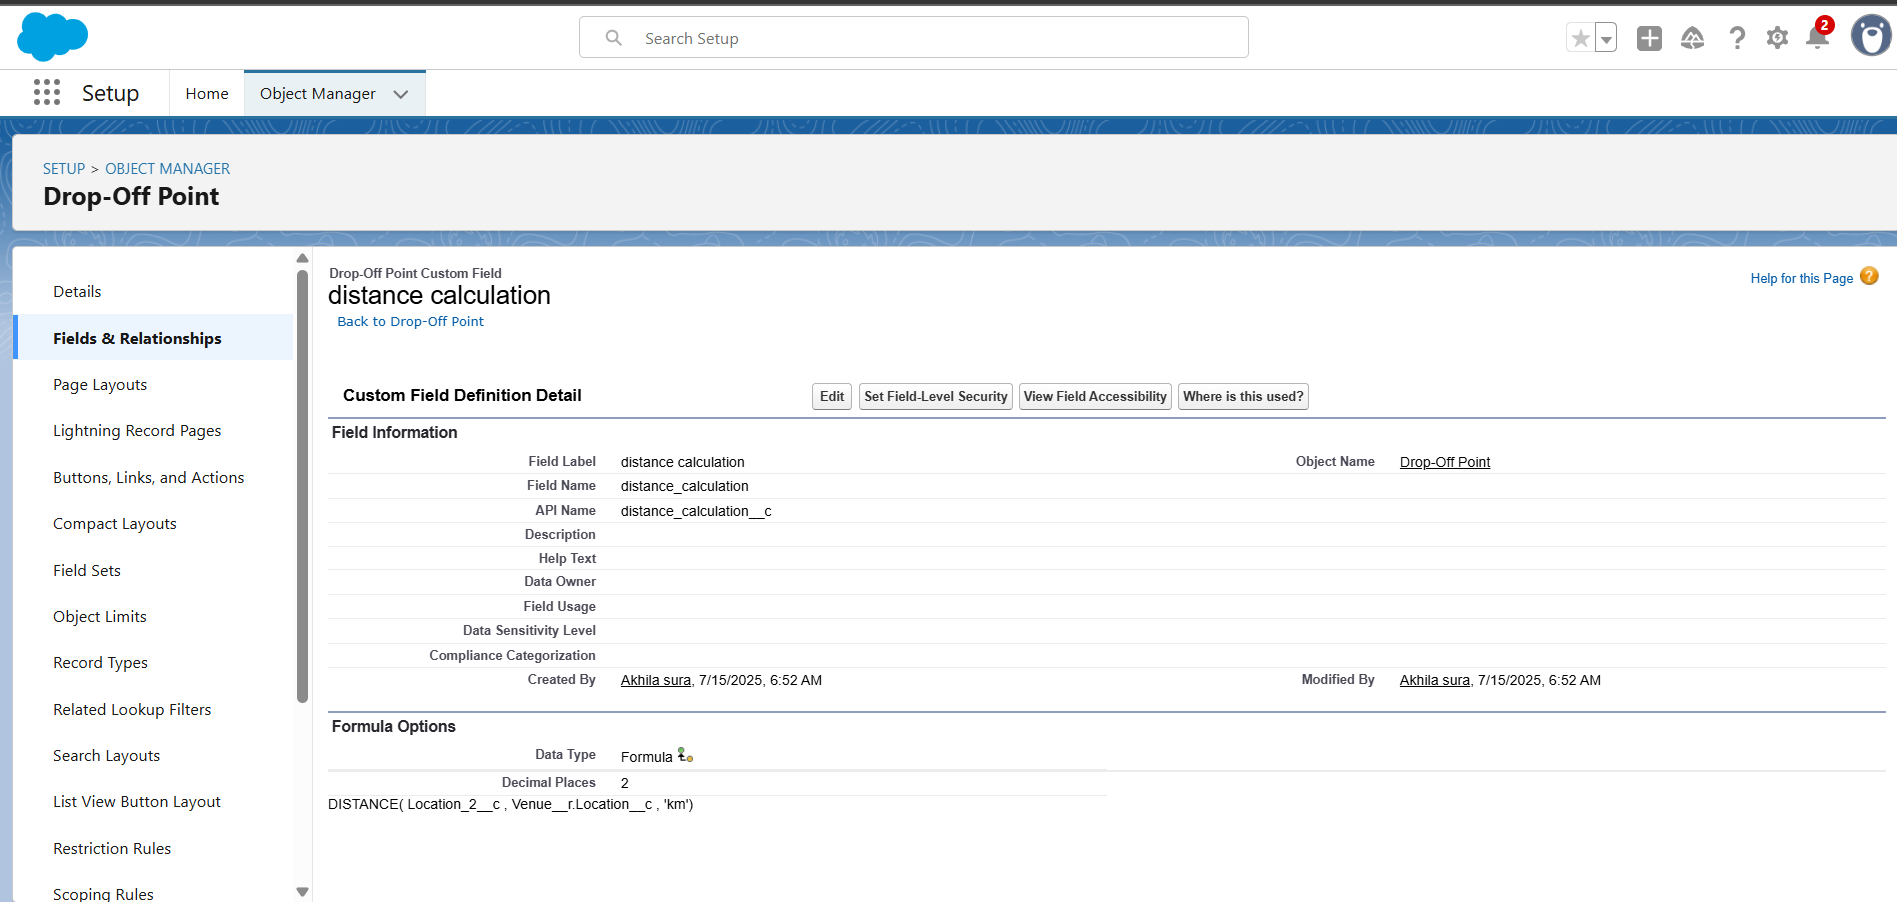 Search Setup
2
Setup
Home
Object Manager
SETUP > OBJECT MANAGER
Drop-Off Point
Details
Fields & Relationships
Page Layouts
Lightning Record Pages
Buttons, Links, and Actions
Compact Layouts
Field Sets
Object Limits
Record Types
Related Lookup Filters
Search Layouts
List View Button Layout
Restriction Rules
Scoping Rules
Drop-Off Point Custom Field
distance calculation
Back to Drop-Off Point
Help for this Page ?
Custom Field Definition Detail
Edit
Set Field-Level Security
View Field Accessibility
Where is this used?
Field Information
Field Label distance calculation
Object Name Drop-Off Point
Field Name distance_calculation
API Name distance_calculation__c
Description
Help Text
Data Owner
Field Usage
Data Sensitivity Level
Compliance Categorization
Created By Akhila sura, 7/15/2025, 6:52 AM
Modified By Akhila sura, 7/15/2025, 6:52 AM
Formula Options
Data Type Formula
Decimal Places 2
DISTANCE( Location_2__c , Venue__r.Location__c , 'km')